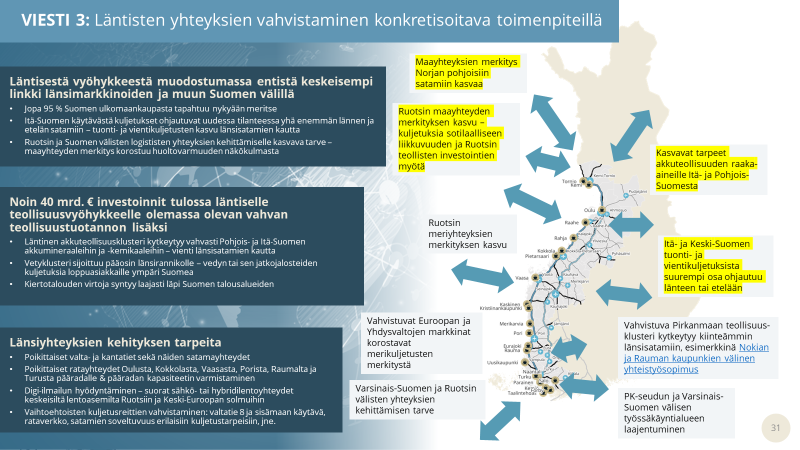 VIESTI 3: Läntisten yhteyksien vahvistaminen konkretisoitava toimenpiteillä
Läntisestä vyöhykkeestä muodostumassa entistä keskeisempi
linkki länsimarkkinoiden ja muun Suomen välillä
• Jopa 95 % Suomen ulkomaankaupasta tapahtuu nykyään meritse
• Itä-Suomen käytävästä kuljetukset ohjautuvat uudessa tilanteessa yhä enemmän lännen ja
etelän satamiin – tuonti- ja vientikuljetusten kasvu länsisatamien kautta
• Ruotsin ja Suomen välisten logististen yhteyksien kehittämiselle kasvava tarve –
maayhteyden merkitys korostuu huoltovarmuuden näkökulmasta
Noin 40 mrd. € investoinnit tulossa läntiselle
teollisuusvyöhykkeelle olemassa olevan vahvan
teollisuustuotannon lisäksi
• Läntinen akkuteollisuusklusteri kytkeytyy vahvasti Pohjois- ja Itä-Suomen
akkumineraaleihin ja -kemikaaleihin – vienti länsisatamien kautta
• Vetyklusteri sijoittuu pääosin länsirannikolle – vedyn tai sen jatkojalosteiden
kuljetuksia loppuasiakkaille ympäri Suomea
• Kiertotalouden virtoja syntyy laajasti läpi Suomen talousalueiden
Länsiyhteyksien kehityksen tarpeita
• Poikittaiset valta- ja kantatiet sekä näiden satamayhteydet
• Poikittaiset ratayhteydet Oulusta, Kokkolasta, Vaasasta, Porista, Raumalta ja
Turusta pääradalle & pääradan kapasiteetin varmistaminen
• Digi-ilmailun hyödyntäminen – suorat sähkö- tai hybridilentoyhteydet
keskeisiltä lentoasemilta Ruotsiin ja Keski-Euroopan solmuihin
• Vaihtoehtoisten kuljetusreittien vahvistaminen: valtatie 8 ja sisämaan käytävä,
rataverkko, satamien soveltuvuus erilaisiin kuljetustarpeisiin, jne.
Maayhteyksien merkitys
Norjan pohjoisiin
satamiin kasvaa
Ruotsin maayhteyden
merkityksen kasvu –
kuljetuksia sotilaalliseen
liikkuvuuden ja Ruotsin
teollisten investointien
myötä
Kasvavat tarpeet
akkuteollisuuden raaka-
aineille Itä- ja Pohjois-
Suomesta
Ruotsin
meriyhteyksien
merkityksen kasvu
Itä- ja Keski-Suomen
tuonti- ja
vientikuljetuksista
suurempi osa ohjautuu
länteen tai etelään
Vahvistuvat Euroopan ja
Yhdysvaltojen markkinat
korostavat
merikuljetusten
merkitystä
Vahvistuva Pirkanmaan teollisuus-
klusteri kytkeytyy kiinteämmin
länsisatamiin, esimerkkinä Nokian
ja Rauman kaupunkien välinen
yhteistyösopimus
Varsinais-Suomen ja Ruotsin
välisten yhteyksien
kehittämisen tarve
PK-seudun ja Varsinais-
Suomen välisen
työssäkäyntialueen
laajentuminen
Tornio
Kemi
Oulu
Raahe
Kalajoki
Kokkola
Pietarsaari
Vaasa
Kaskinen
Kristiinankaupunki
Merikarvia
Pori
Eurajoki
Rauma
Uusikaupunki
Naantali
Turku
Parainen
Taalintehdas
31